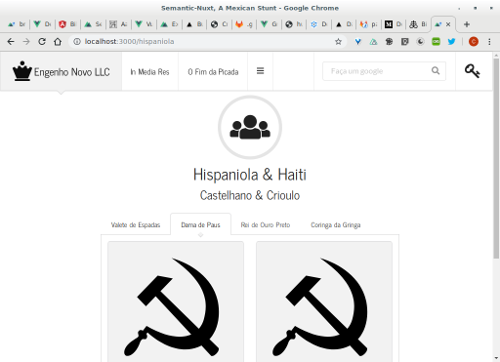 Semantic-Nuxt, A Mexican Stunt - Google Chrome
localhost:3000/hispaniola
Engenho Novo LLC
In Media Res
O Fim da Picada
Faça um google
Hispaniola & Haiti
Castelhano & Crioulo
Valete de Espadas
Dama de Paus
Rei de Ouro Preto
Coringa da Gringa